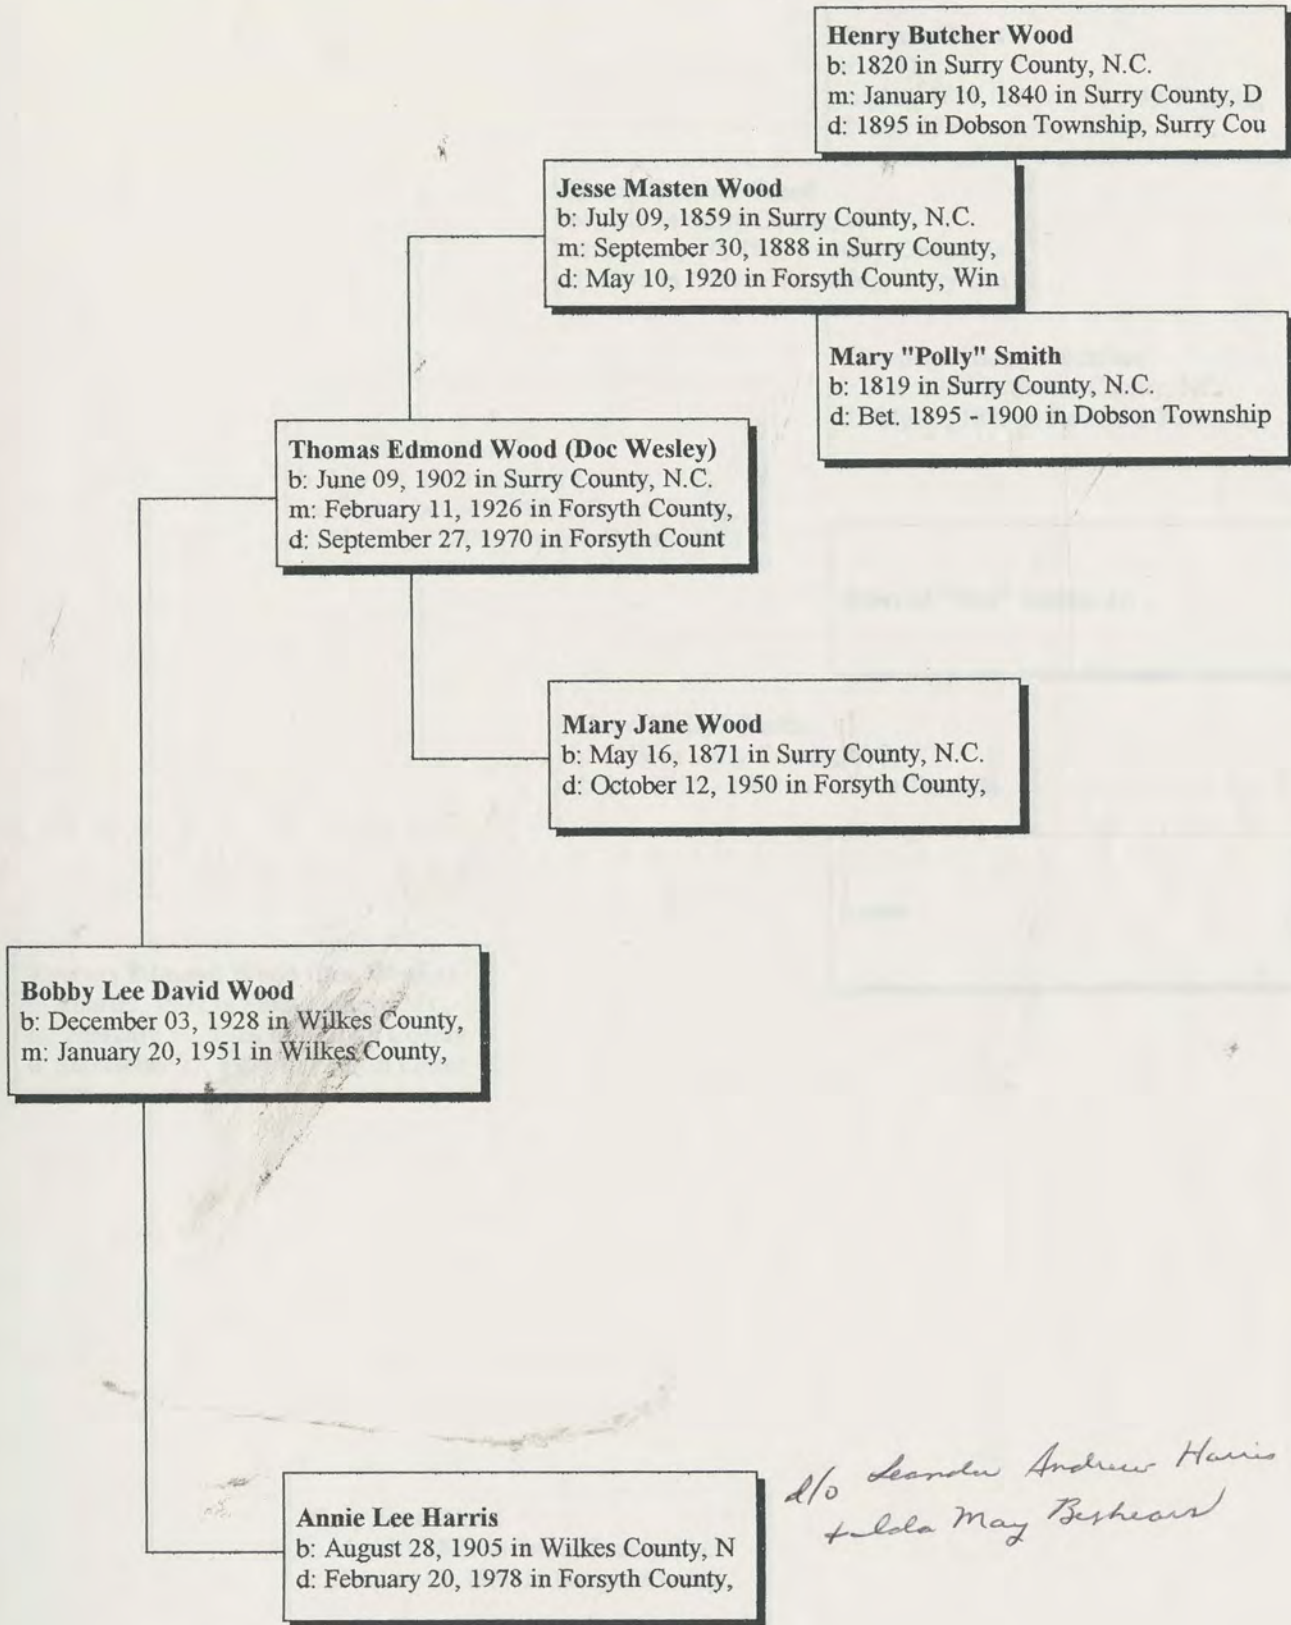 Henry Butcher Wood
b: 1820 in Surry County, N.C.
m: January 10, 1840 in Surry County, D
d: 1895 in Dobson Township, Surry Cou
Jesse Masten Wood
b: July 09, 1859 in Surry County, N.C.
m: September 30, 1888 in Surry County,
d: May 10, 1920 in Forsyth County, Win
Mary "Polly" Smith
b: 1819 in Surry County, N.C.
d: Bet. 1895 - 1900 in Dobson Township
Thomas Edmond Wood (Doc Wesley)
b: June 09, 1902 in Surry County, N.C.
m: February 11, 1926 in Forsyth County,
d: September 27, 1970 in Forsyth Count
Mary Jane Wood
b: May 16, 1871 in Surry County, N.C.
d: October 12, 1950 in Forsyth County,
Bobby Lee David Wood
b: December 03, 1928 in Wilkes County,
m: January 20, 1951 in Wilkes County,
Annie Lee Harris
b: August 28, 1905 in Wilkes County, N
d: February 20, 1978 in Forsyth County,
d/o Leander Andrew Harris
+ Ida May Beshears